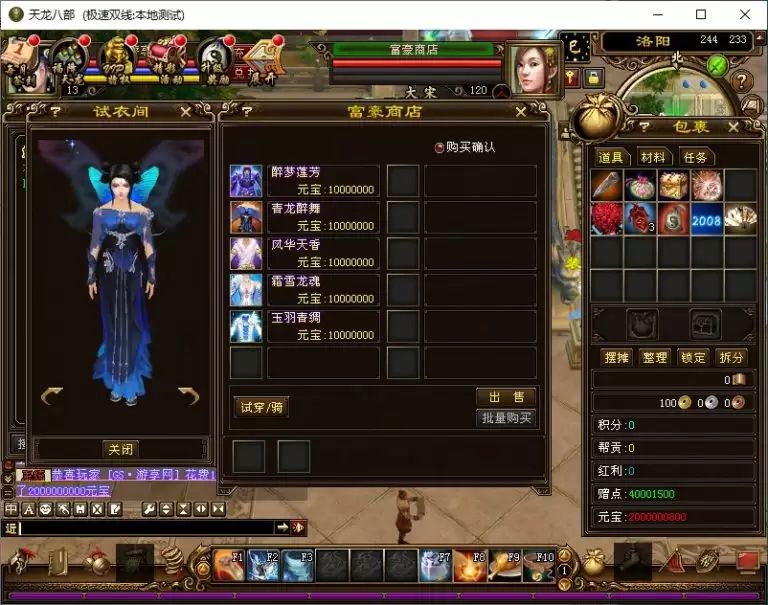 天龙八部 (极速双线:本地测试)
富豪商店
洛阳
244 233
北
13
大宋
120
试衣间
富豪商店
包裹
购买确认
道具
材料
任务
醉梦莲芳
元宝:10000000
青龙醉舞
元宝:10000000
风华天香
元宝:10000000
霜雪龙魂
元宝:10000000
玉羽青绸
元宝:10000000
3
2008
试穿/骑
出 售
批量购买
关闭
摆摊
整理
锁定
拆分
0
100
0
0
积分:0
帮贡:0
红利:0
赠点:40001500
元宝:2000000800
恭喜玩家 [GS·游享网] 花费1
了2000000000元宝
近
F1
F2
F3
F7
F8
F9
F10
1